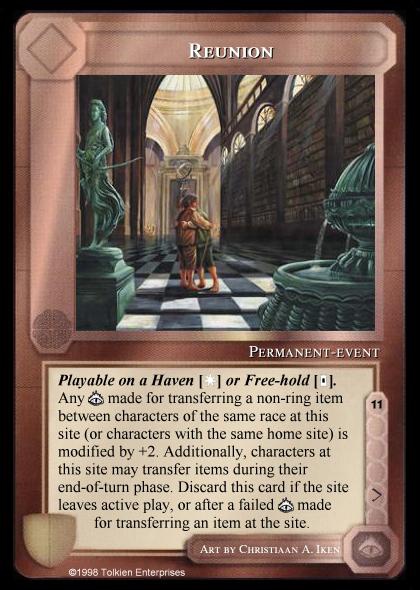 Reunion
Permanent-event
Playable on a Haven [] or Free-hold [].
Any made for transferring a non-ring item
between characters of the same race at this
site (or characters with the same home site) is
modified by +2. Additionally, characters at
this site may transfer items during their
end-of-turn phase. Discard this card if the site
leaves active play, or after a failed made
for transferring an item at the site.
11
Art by Christiaan A. Iken
©1998 Tolkien Enterprises